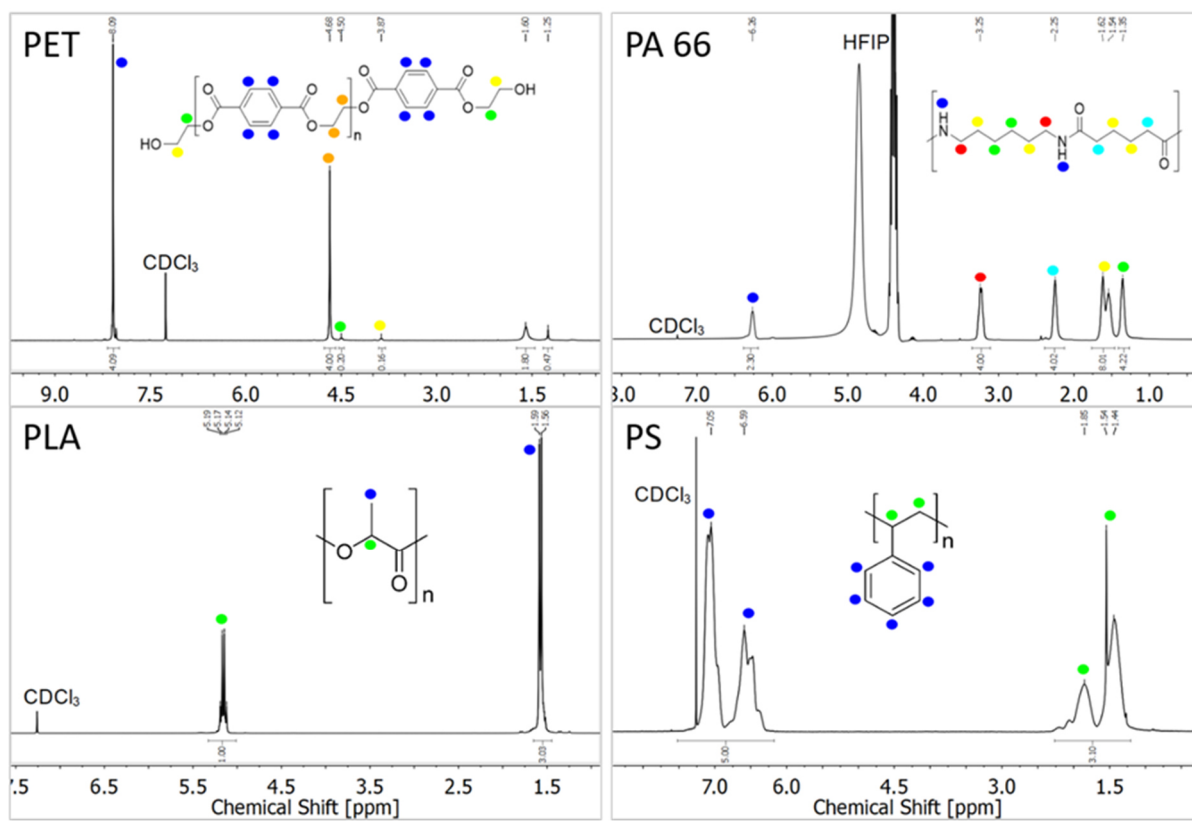 PET
8.09
4.68
4.50
3.87
1.60
1.25
CDCl3
HO
O
O
O
O
n
O
O
O
O
OH
4.09
4.00
0.20
0.16
1.80
0.47
9.0 7.5 6.0 4.5 3.0 1.5
PA 66
6.26
3.25
2.25
1.62
1.54
1.35
HFIP
CDCl3
H
N
N
H
O
O
2.30
4.00
4.02
8.01
4.22
8.0 7.0 6.0 5.0 4.0 3.0 2.0 1.0
PLA
5.19
5.17
5.14
5.12
1.59
1.56
CDCl3
O
O
n
1.00
3.03
7.5 6.5 5.5 4.5 3.5 2.5 1.5
Chemical Shift [ppm]
PS
7.05
6.59
1.85
1.54
1.44
CDCl3
n
5.00
3.10
7.0 6.0 5.0 4.0 3.0 1.5
Chemical Shift [ppm]